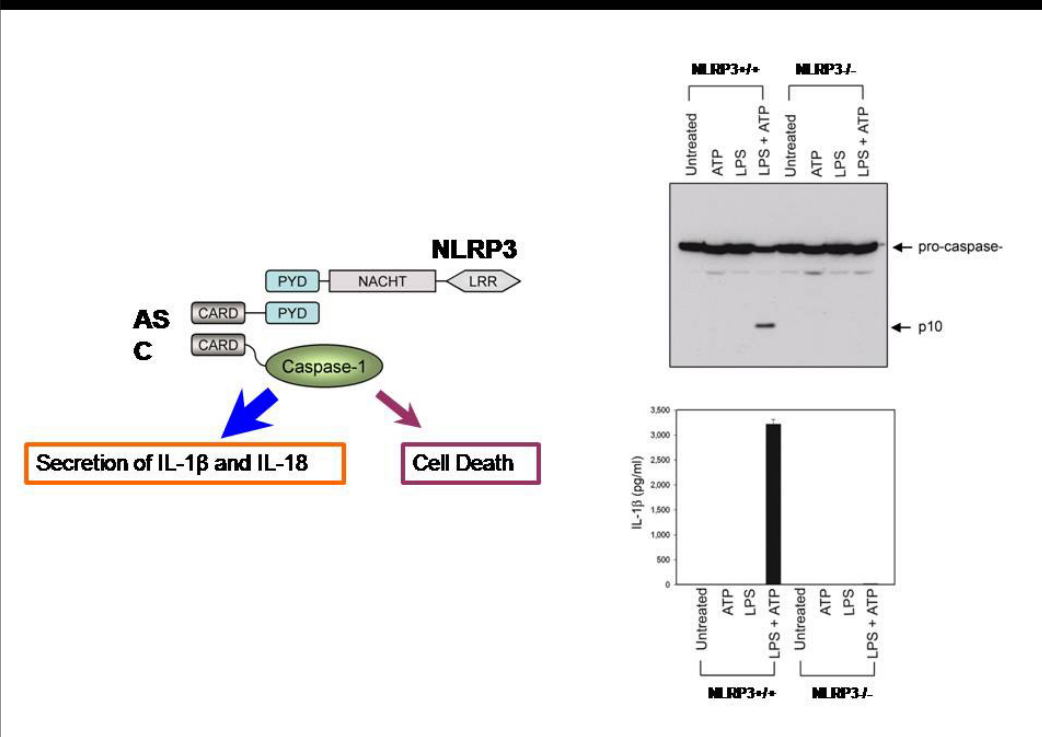 NLRP3
PYD NACHT LRR
AS
C
CARD PYD
CARD
Caspase-1
Secretion of IL-1β and IL-18
Cell Death
NLRP3+/+ NLRP3-/-
Untreated
ATP
LPS
LPS + ATP
Untreated
ATP
LPS
LPS + ATP
pro-caspase-
p10
3,500
3,000
2,500
2,000
1,500
1,000
500
0
IL-1β (pg/ml)
Untreated
ATP
LPS
LPS + ATP
Untreated
ATP
LPS
LPS + ATP
NLRP3+/+ NLRP3-/-